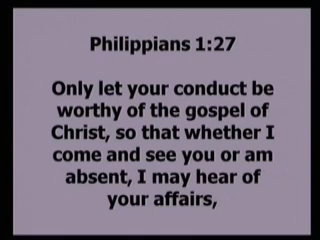 Philippians 1:27
Only let your conduct be
worthy of the gospel of
Christ, so that whether I
come and see you or am
absent, I may hear of
your affairs,